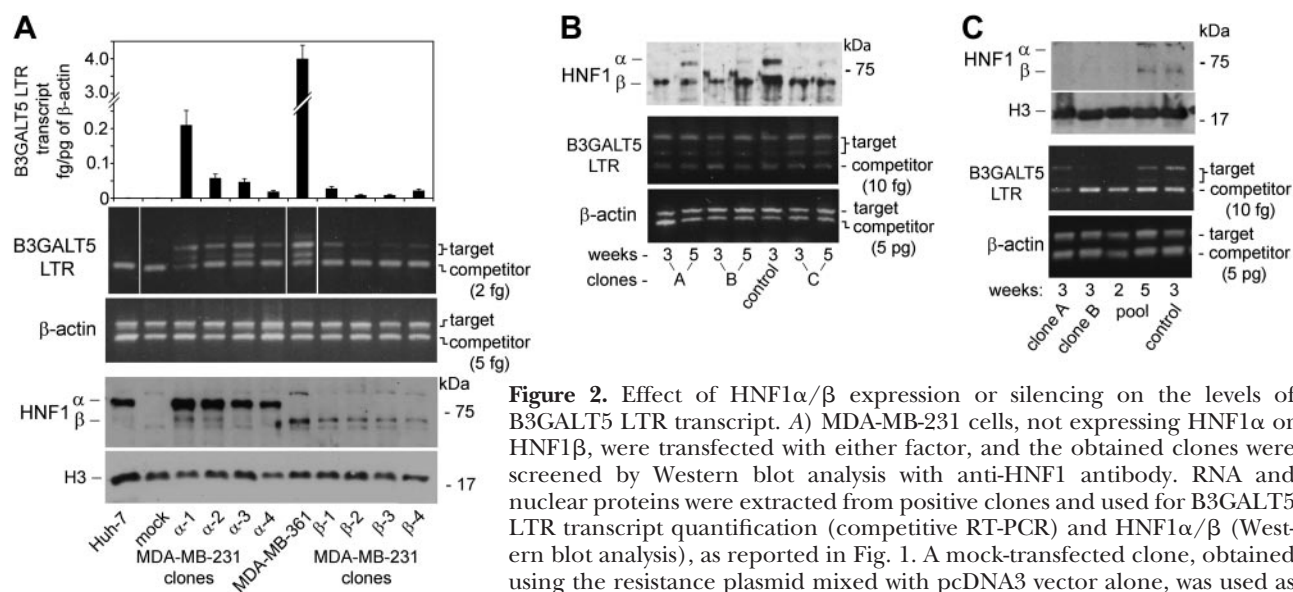 A
B3GALT5 LTR
transcript
fg/pg of β-actin
4.0
3.0
0.2
0.1
0
B3GALT5
LTR
target
competitor
(2 fg)
β-actin
target
competitor
(5 fg)
kDa
HNF1
α
β
- 75
H3
- 17
Huh-7
mock
α-1
α-2
α-3
α-4
MDA-MB-361
β-1
β-2
β-3
β-4
MDA-MB-231
clones
MDA-MB-231
clones
B
kDa
HNF1
α
β
- 75
B3GALT5
LTR
target
competitor
(10 fg)
β-actin
target
competitor
(5 pg)
weeks - 3 5 3 5 3 3 5
clones - A B control C
C
kDa
HNF1
α
β
- 75
H3
- 17
B3GALT5
LTR
target
competitor
(10 fg)
β-actin
target
competitor
(5 pg)
weeks: 3 3 2 5 3
clone A
clone B
pool
control
Figure 2. Effect of HNF1α/β expression or silencing on the levels of
B3GALT5 LTR transcript. A) MDA-MB-231 cells, not expressing HNF1α or
HNF1β, were transfected with either factor, and the obtained clones were
screened by Western blot analysis with anti-HNF1 antibody. RNA and
nuclear proteins were extracted from positive clones and used for B3GALT5
LTR transcript quantification (competitive RT-PCR) and HNF1α/β (West-
ern blot analysis), as reported in Fig. 1. A mock-transfected clone, obtained
using the resistance plasmid mixed with pcDNA3 vector alone, was used as